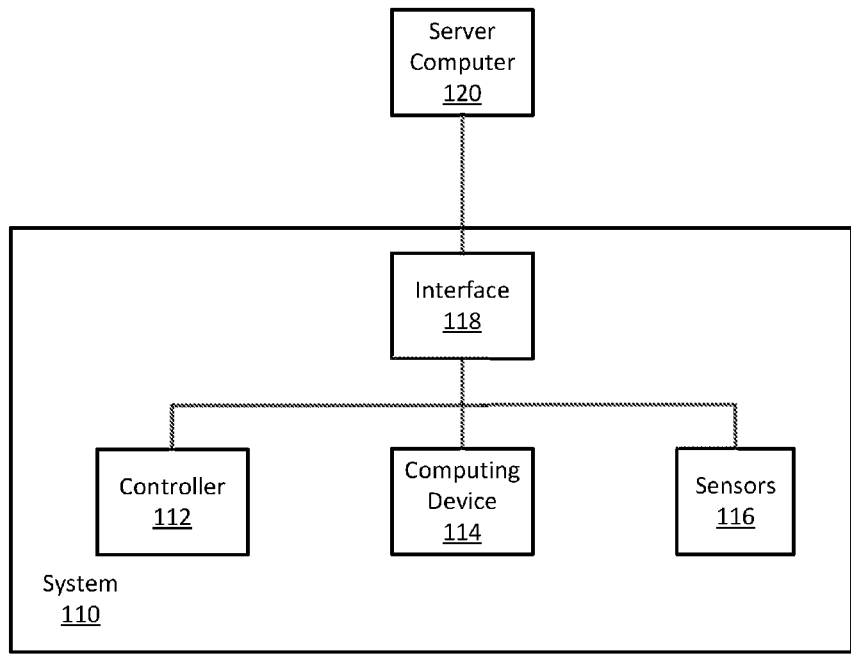 Server
Computer
120
Interface
118
Controller
112
Computing
Device
114
Sensors
116
System
110